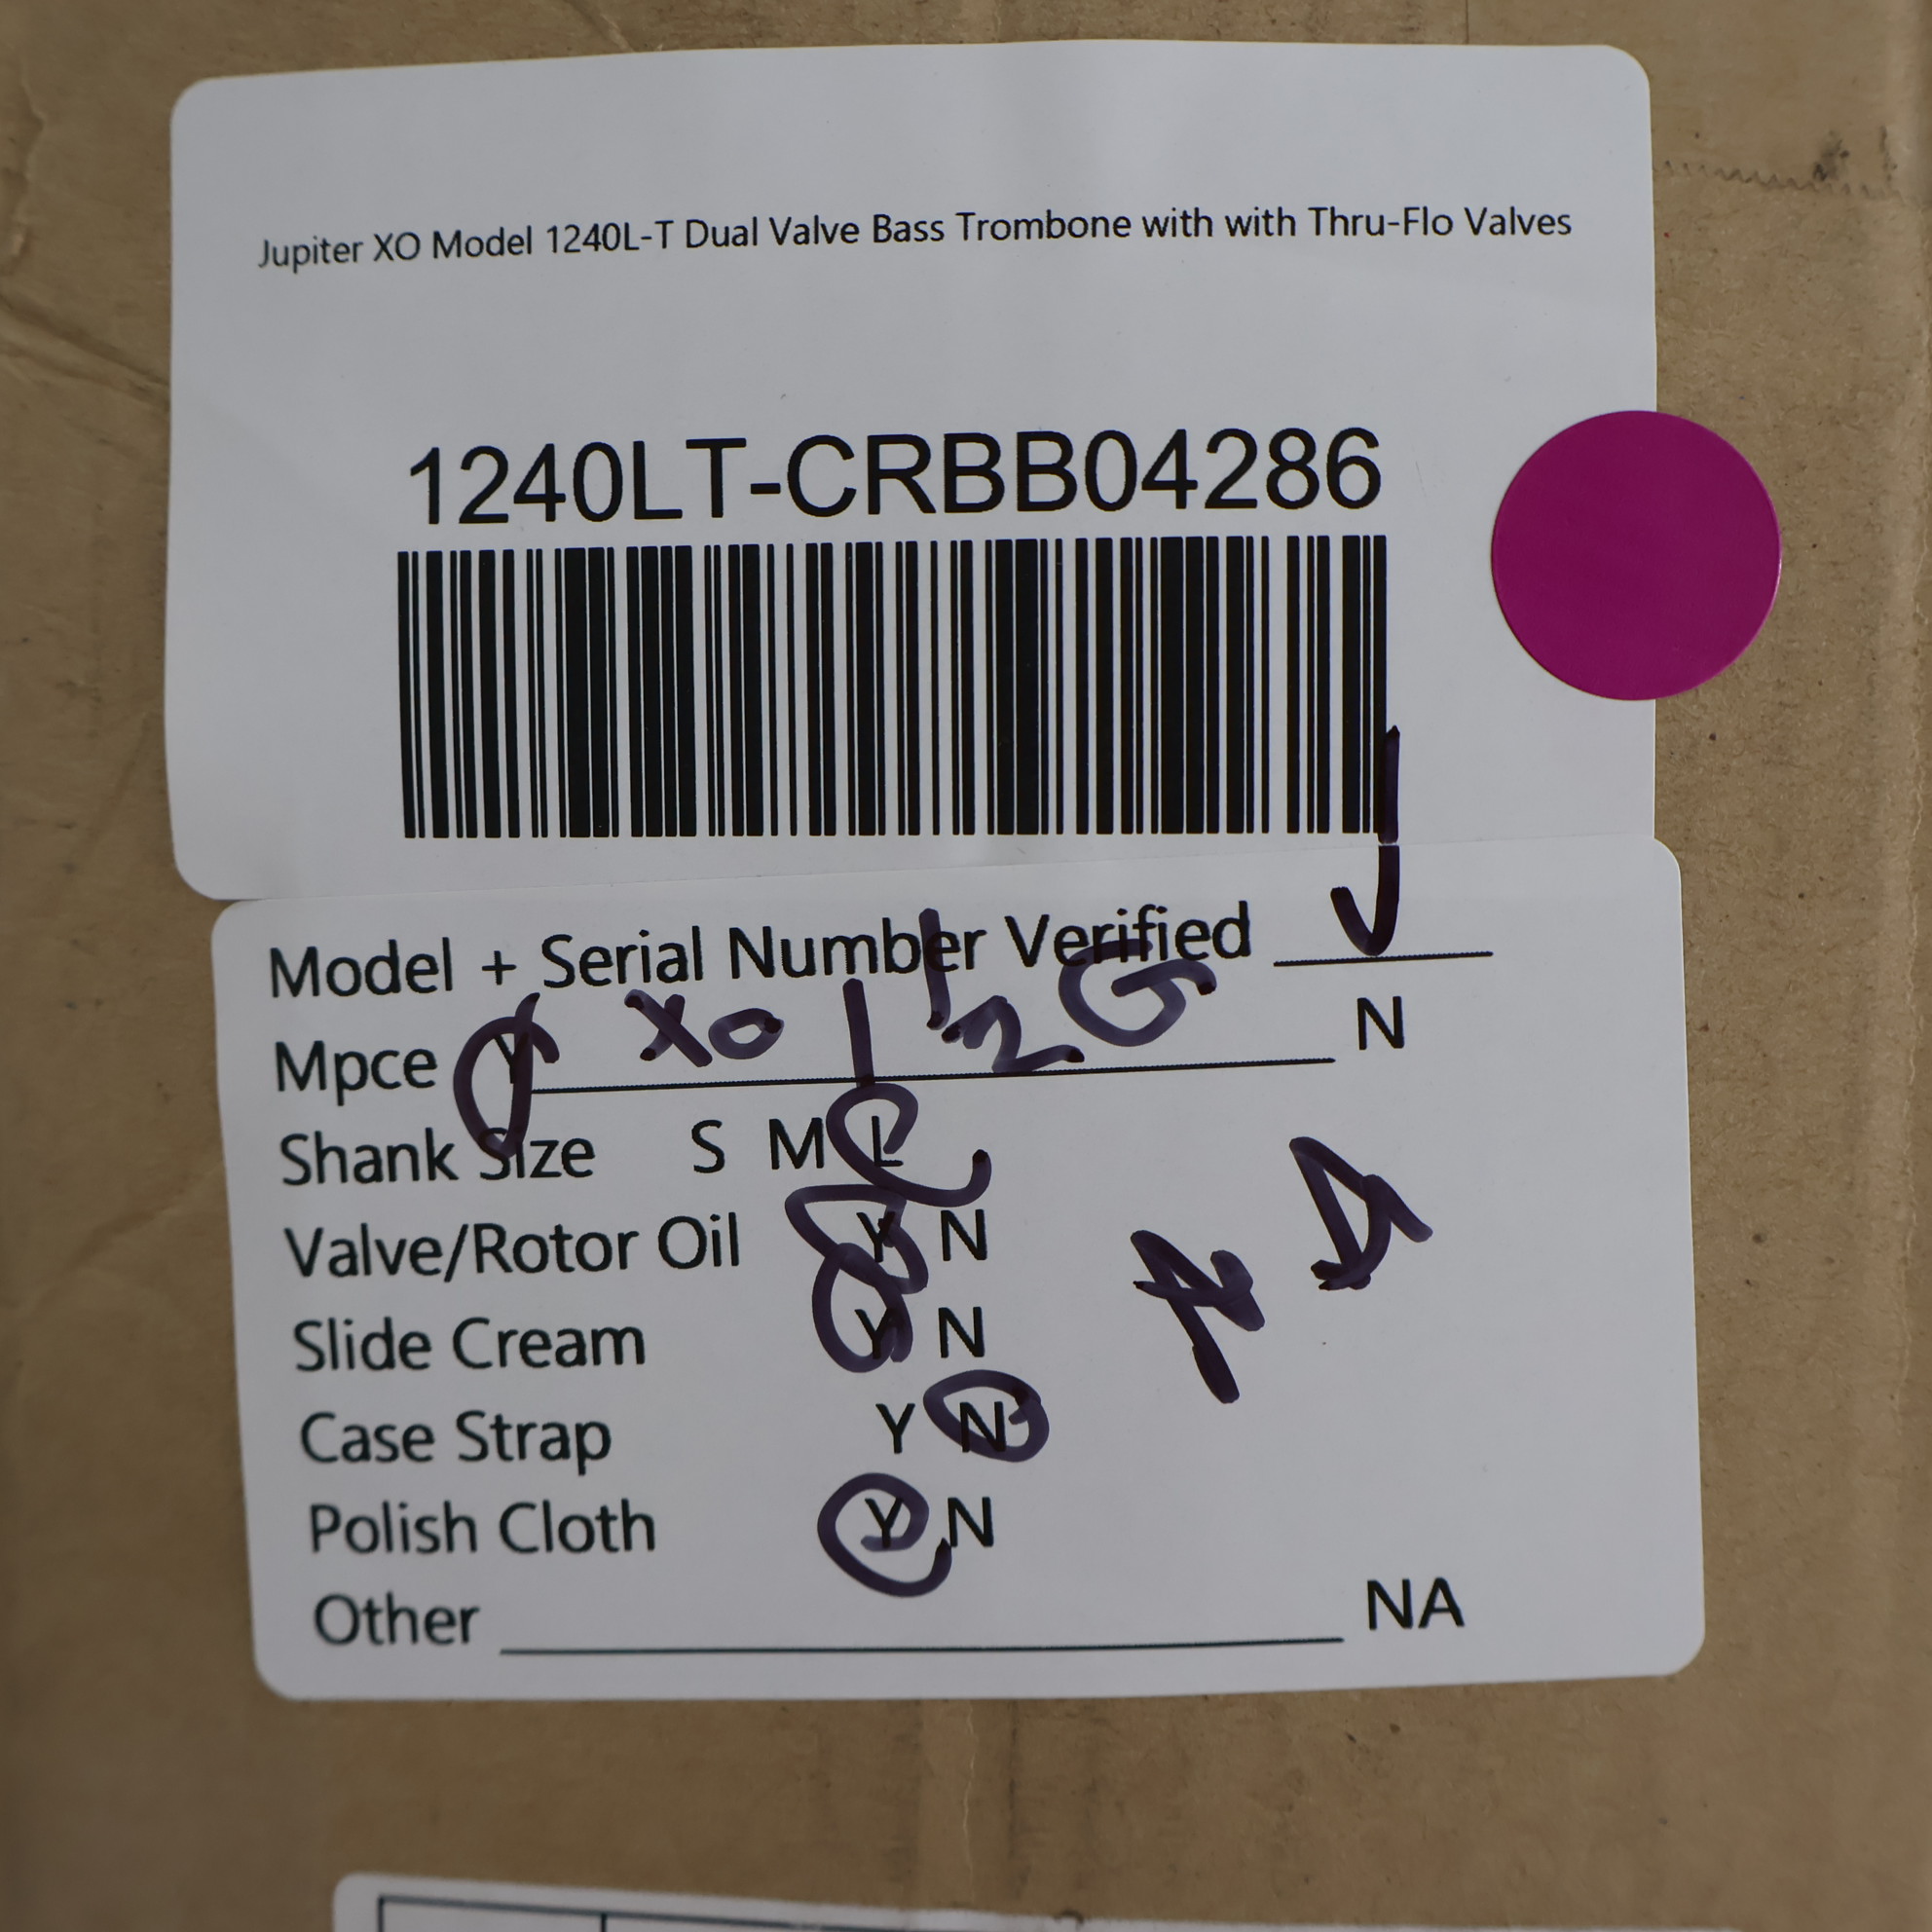 Jupiter XO Model 1240L-T Dual Valve Bass Trombone with with Thru-Flo Valves
1240LT-CRBB04286
Model + Serial Number Verified
Mpce Y XO 1 1/2G N
Shank Size S M L
Valve/Rotor Oil Y N
Slide Cream Y N
Case Strap Y N
Polish Cloth Y N
Other NA